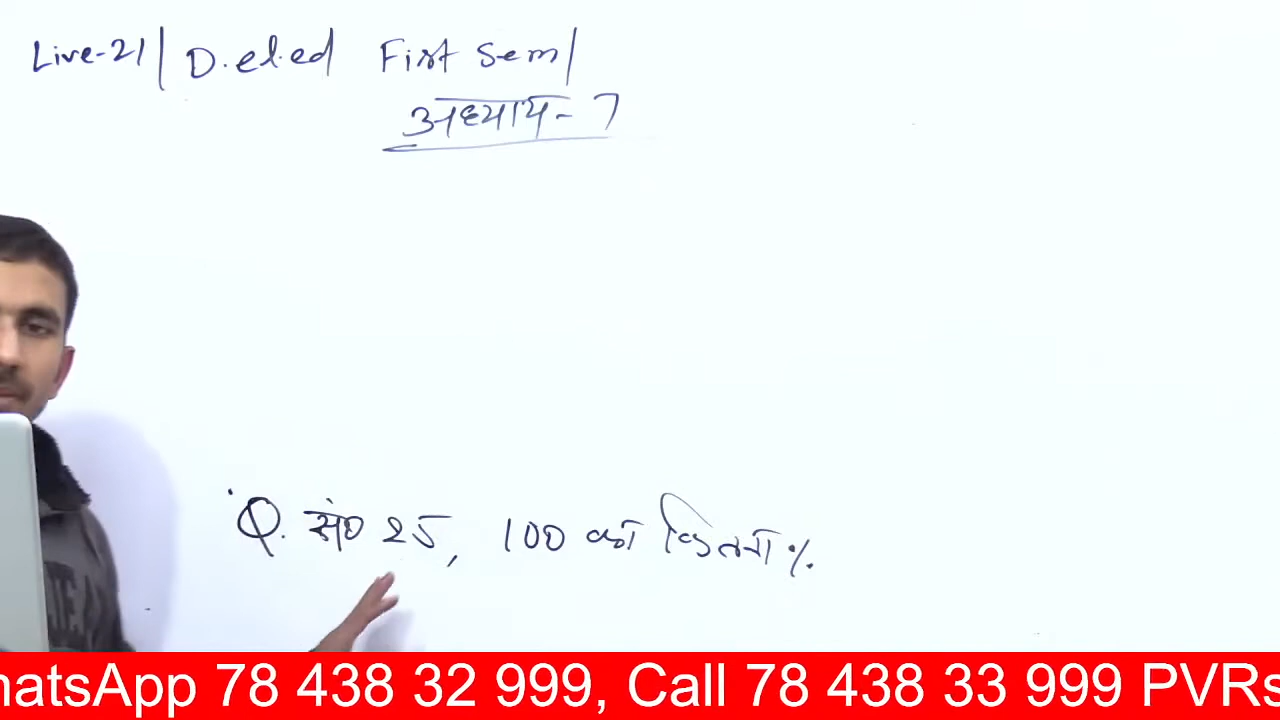 Live-21/ D.el.ed First Sem/
अध्याय- 7
Q. सं० 25, 100 का कितना %.
hatsApp 78 438 32 999, Call 78 438 33 999 PVRs